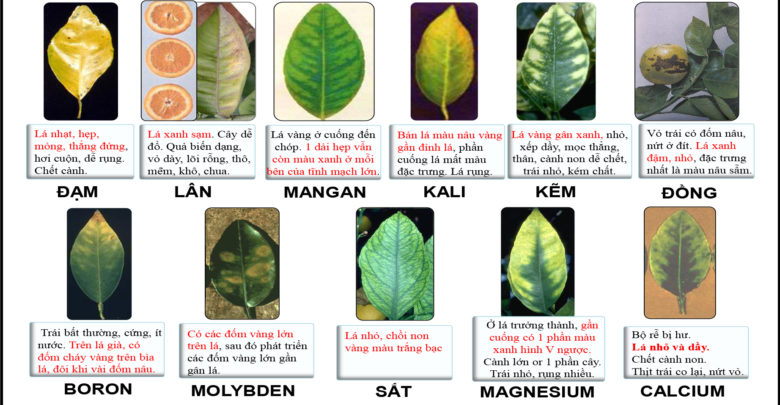 Lá nhạt, hẹp,
mỏng, thẳng đứng,
hơi cuộn, dễ rụng.
Chết cành.
ĐẠM
Lá xanh sạm. Cây dễ
đổ. Quả biến dạng,
vỏ dày, lõi rỗng, thô,
mềm, khô, chua.
LÂN
Lá vàng ở cuống đến
chóp. 1 dải hẹp vẫn
còn màu xanh ở mỗi
bên của tĩnh mạch lớn.
MANGAN
Bản lá màu nâu vàng
gần đỉnh lá, phần
cuống lá mất màu
đặc trưng. Lá rụng.
KALI
Lá vàng gân xanh, nhỏ,
xếp dầy, mọc thẳng,
thân, cành non dễ chết,
trái nhỏ, kém chất.
KẼM
Vỏ trái có đốm nâu,
nứt ở đít. Lá xanh
đậm, nhỏ, đặc trưng
nhất là màu nâu sẫm.
ĐỒNG
Trái bất thường, cứng, ít
nước. Trên lá già, có
đốm cháy vàng trên bìa
lá, đôi khi vài đốm nâu.
BORON
Có các đốm vàng lớn
trên lá, sau đó phát triển
các đốm vàng lớn gần
gân lá.
MOLYBDEN
Lá nhỏ, chồi non
vàng màu trắng bạc
SẮT
Ở lá trưởng thành, gần
cuống có 1 phần màu
xanh hình V ngược.
Cành lớn or 1 phần cây.
Trái nhỏ, rụng nhiều.
MAGNESIUM
Bộ rễ bị hư.
Lá nhỏ và dầy.
Chết cành non.
Thịt trái co lại, nứt vỏ.
CALCIUM